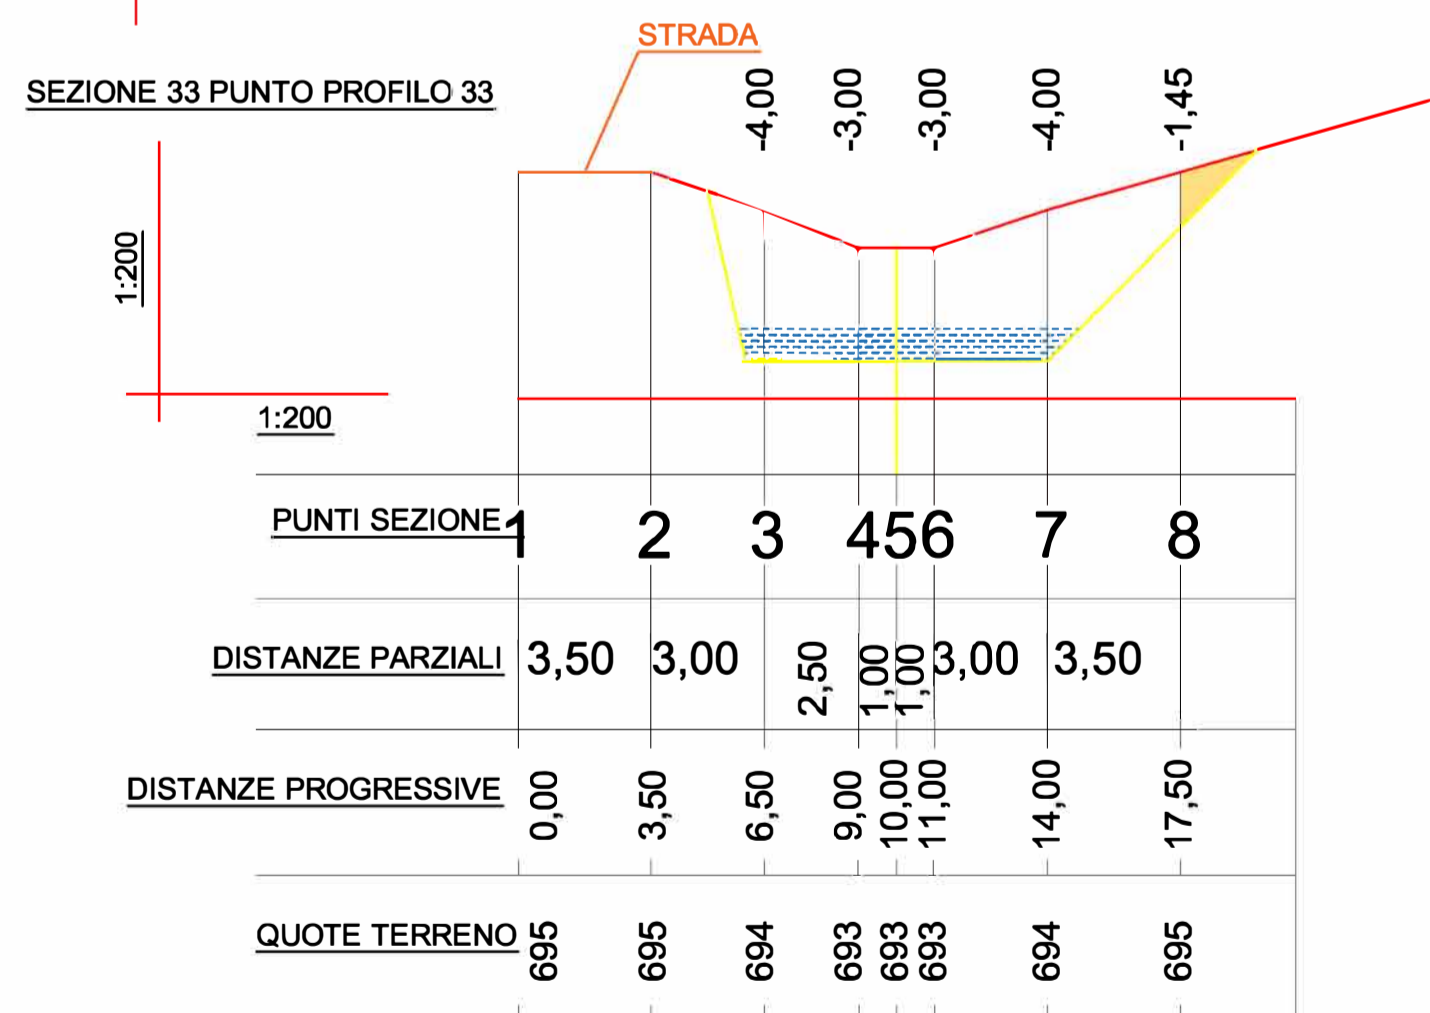 STRADA
SEZIONE 33 PUNTO PROFILO 33
-4,00 -3,00 -3,00 -4,00 -1,45
1:200
1:200
PUNTI SEZIONE 1 2 3 4 5 6 7 8
DISTANZE PARZIALI 3,50 3,00 2,50 1,00 1,00 3,00 3,50
DISTANZE PROGRESSIVE 0,00 3,50 6,50 9,00 10,00 11,00 14,00 17,50
QUOTE TERRENO 695 695 694 693 693 693 694 695